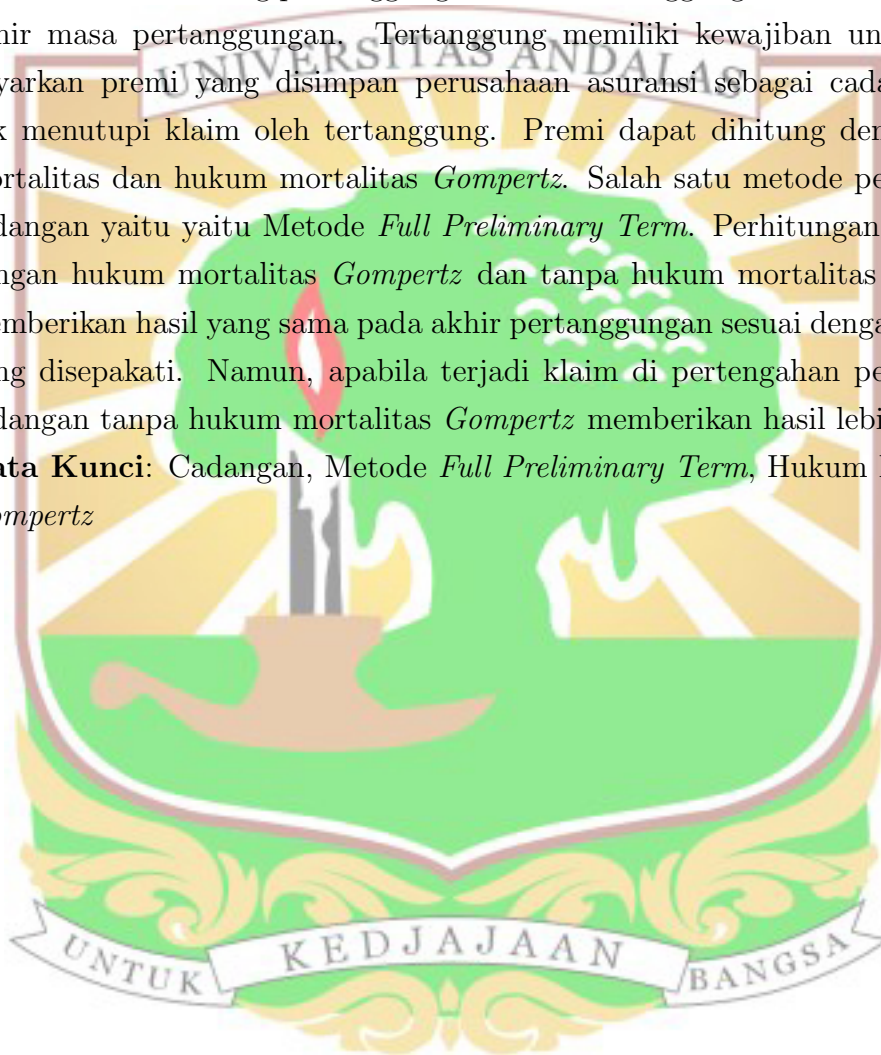 hir masa pertanggungan. Tertanggung memiliki kewajiban un
UNIVERSITAS ANDALAS
yarkan premi yang disimpan perusahaan asuransi sebagai cada
k menutupi klaim oleh tertanggung. Premi dapat dihitung den
ortalitas dan hukum mortalitas Gompertz. Salah satu metode pe
dangan yaitu yaitu Metode Full Preliminary Term. Perhitungan
ngan hukum mortalitas Gompertz dan tanpa hukum mortalitas
emberikan hasil yang sama pada akhir pertanggungan sesuai denga
ng disepakati. Namun, apabila terjadi klaim di pertengahan pe
dangan tanpa hukum mortalitas Gompertz memberikan hasil lebi
ata Kunci: Cadangan, Metode Full Preliminary Term, Hukum
ompertz
UNTUK KEDJAJAAN BANGSA